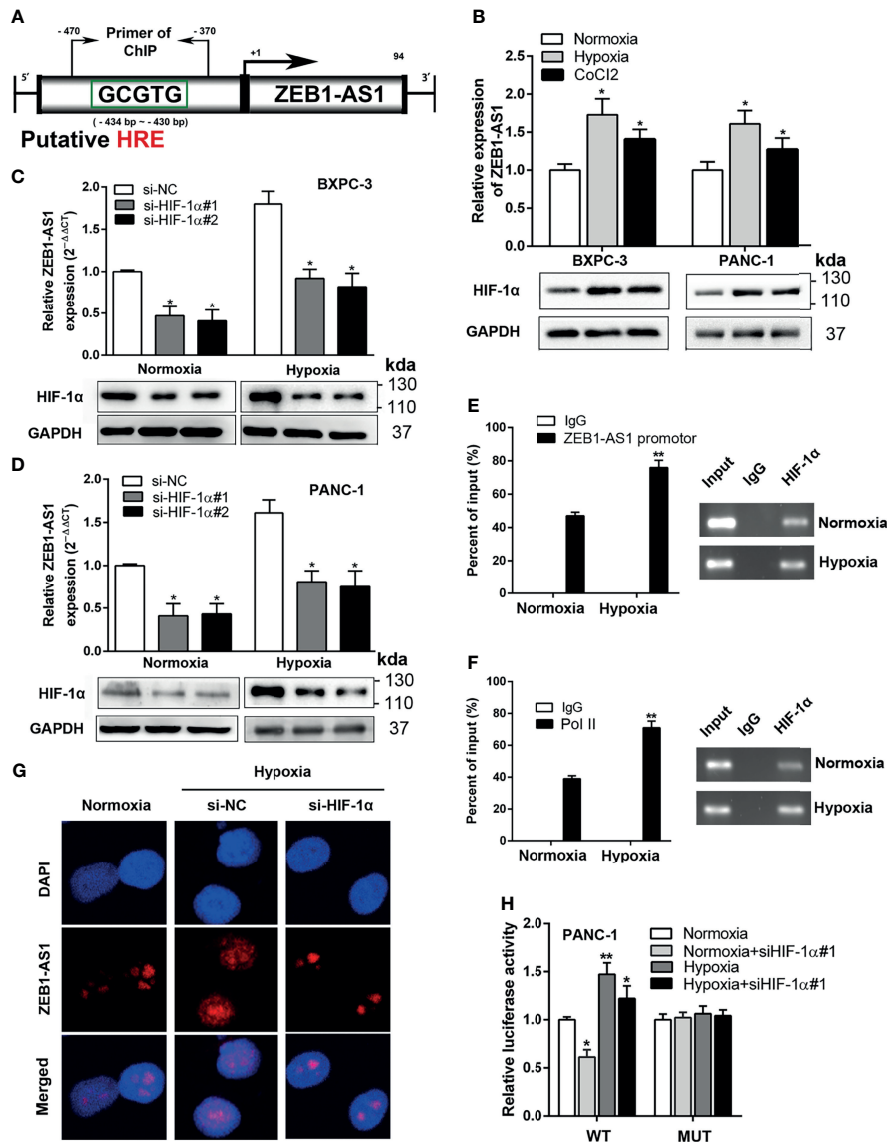 A
- 470
Primer of
ChIP
- 370
+1
94
5′
3′
GCGTG
ZEB1-AS1
( - 434 bp ~ - 430 bp)
Putative HRE
B
Normoxia
Hypoxia
CoCl2
Relative expression
of ZEB1-AS1
2.5
2.0
1.5
1.0
0.5
0.0
*
*
*
*
BXPC-3
PANC-1
kda
HIF-1α
130
110
GAPDH
37
C
si-NC
si-HIF-1α#1
si-HIF-1α#2
BXPC-3
Relative ZEB1-AS1
expession (2−ΔΔCT)
2.0
1.5
1.0
0.5
0.0
*
*
*
*
Normoxia
Hypoxia
kda
HIF-1α
130
110
GAPDH
37
D
si-NC
si-HIF-1α#1
si-HIF-1α#2
PANC-1
Relative ZEB1-AS1
expession (2−ΔΔCT)
2.0
1.5
1.0
0.5
0.0
*
*
*
*
Normoxia
Hypoxia
kda
HIF-1α
130
110
GAPDH
37
E
IgG
ZEB1-AS1 promotor
Percent of input (%)
100
80
60
40
20
0
**
Normoxia
Hypoxia
Input
IgG
HIF-1α
Normoxia
Hypoxia
F
IgG
Pol II
Percent of input (%)
100
80
60
40
20
0
**
Normoxia
Hypoxia
Input
IgG
HIF-1α
Normoxia
Hypoxia
G
Hypoxia
Normoxia
si-NC
si-HIF-1α
DAPI
ZEB1-AS1
Merged
H
Normoxia
Normoxia+siHIF-1α#1
Hypoxia
Hypoxia+siHIF-1α#1
PANC-1
Relative luciferase activity
2.0
1.5
1.0
0.5
0.0
*
**
*
WT
MUT